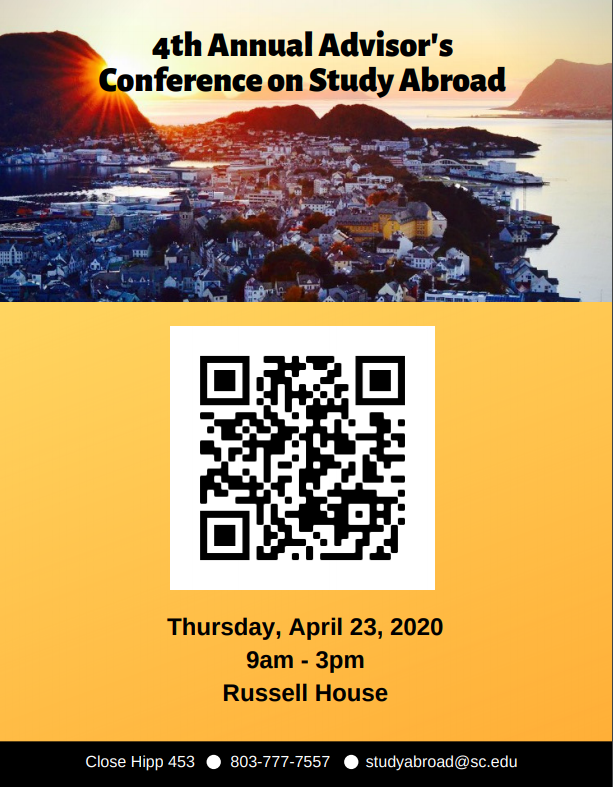 4th Annual Advisor's
Conference on Study Abroad
Thursday, April 23, 2020
9am - 3pm
Russell House
Close Hipp 453 ● 803-777-7557 ● studyabroad@sc.edu